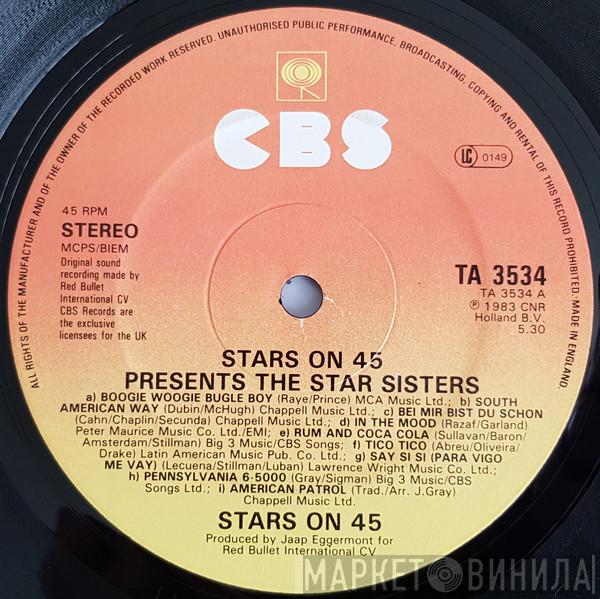 ALL RIGHTS OF THE MANUFACTURER AND OF THE OWNER OF THE RECORDED WORK RESERVED. UNAUTHORISED PUBLIC PERFORMANCE, BROADCASTING, COPYING AND RENTAL OF THIS RECORD PROHIBITED. MADE IN ENGLAND.
CBS
LC 0149
45 RPM
STEREO
MCPS/BIEM
Original sound
recording made by
Red Bullet
International CV
CBS Records are
the exclusive
licensees for the UK
TA 3534
TA 3534 A
℗ 1983 CNR
Holland B.V.
5.30
STARS ON 45
PRESENTS THE STAR SISTERS
a) BOOGIE WOOGIE BUGLE BOY (Raye/Prince) MCA Music Ltd.; b) SOUTH
AMERICAN WAY (Dubin/McHugh) Chappell Music Ltd.; c) BEI MIR BIST DU SCHON
(Cahn/Chaplin/Secunda) Chappell Music Ltd.; d) IN THE MOOD (Razaf/Garland)
Peter Maurice Music Co. Ltd./EMI; e) RUM AND COCA COLA (Sullavan/Baron/
Amsterdam/Stillman) Big 3 Music/CBS Songs; f) TICO TICO (Abreu/Oliveira/
Drake) Latin American Music Pub. Co. Ltd.; g) SAY SI SI (PARA VIGO
ME VAY) (Lecuena/Stillman/Luban) Lawrence Wright Music Co. Ltd.;
h) PENNSYLVANIA 6-5000 (Gray/Sigman) Big 3 Music/CBS
Songs Ltd.; i) AMERICAN PATROL (Trad./Arr. J.Gray)
Chappell Music Ltd.
STARS ON 45
Produced by Jaap Eggermont for
Red Bullet International CV
МАРКЕТ ВИНИЛА